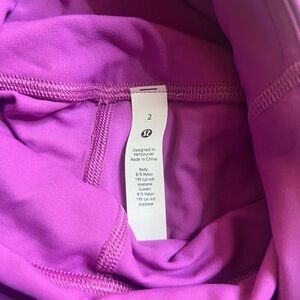 2
Designed in
Vancouver
Made in China
Body:
81% Nylon
19% Lycra®
elastane
Gusset:
81% Nylon
19% Lycra®
elastane